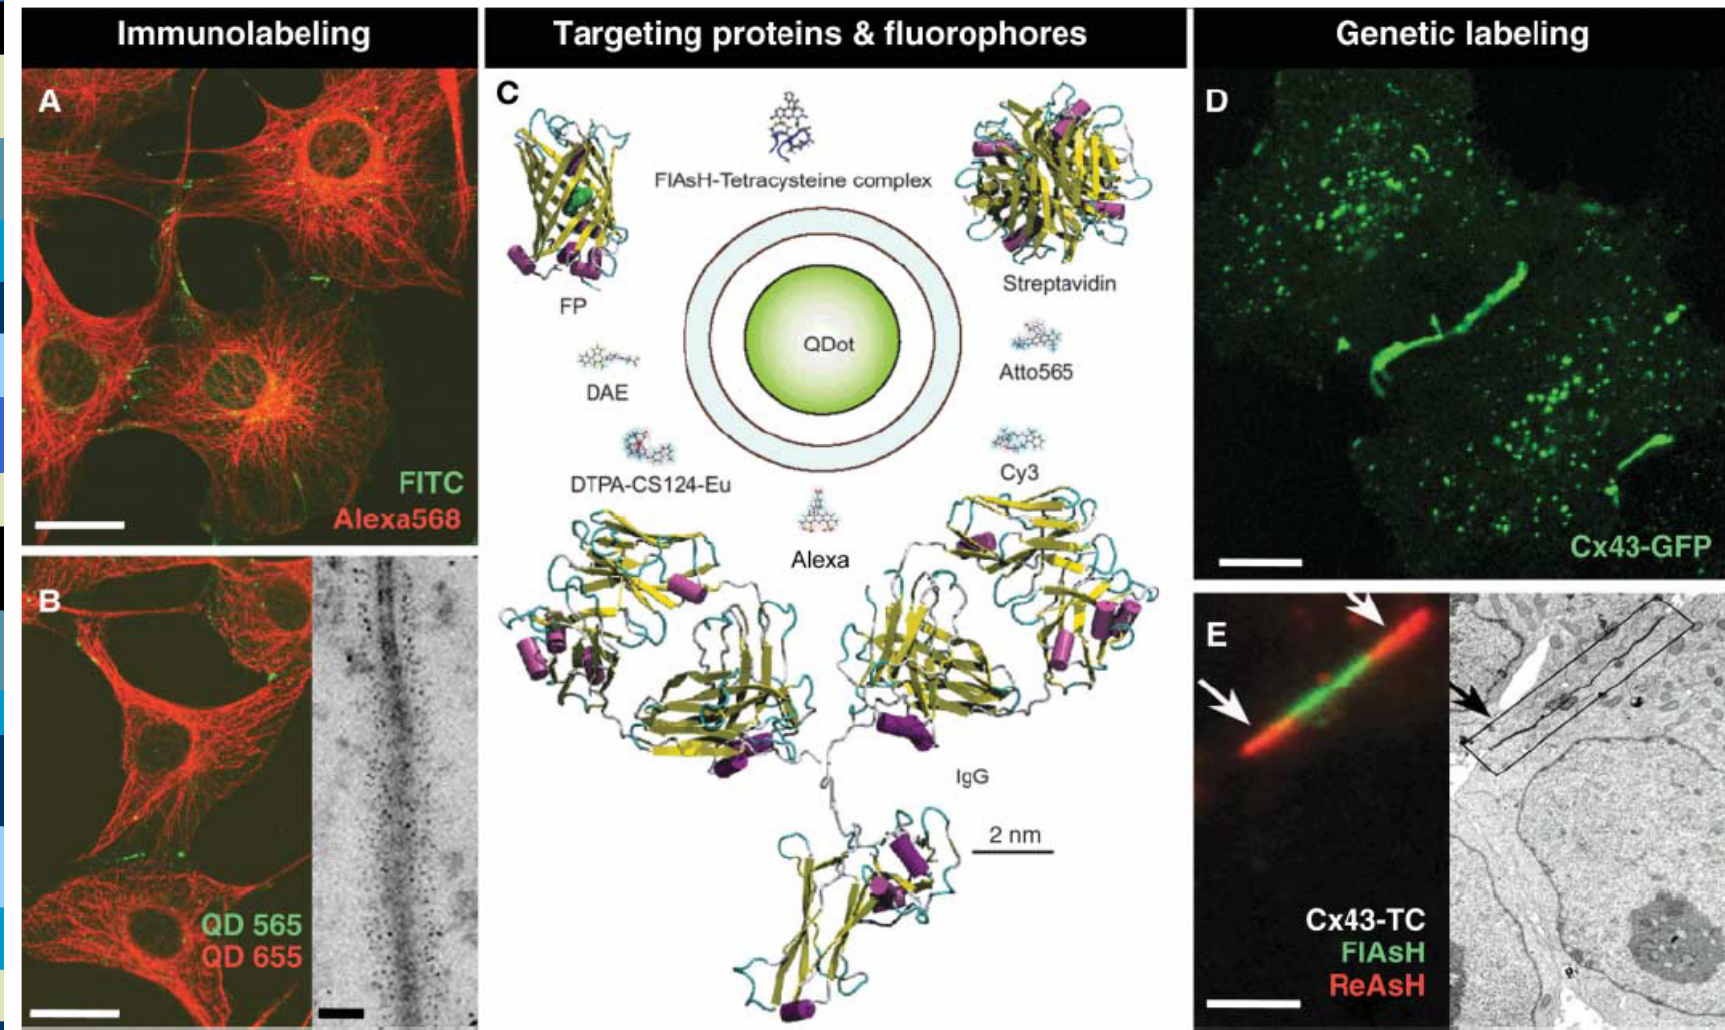 Immunolabeling
Targeting proteins & fluorophores
Genetic labeling
A
FITC
Alexa568
B
QD 565
QD 655
C
FlAsH-Tetracysteine complex
FP
Streptavidin
QDot
DAE
Atto565
DTPA-CS124-Eu
Cy3
Alexa
IgG
2 nm
D
Cx43-GFP
E
Cx43-TC
FlAsH
ReAsH